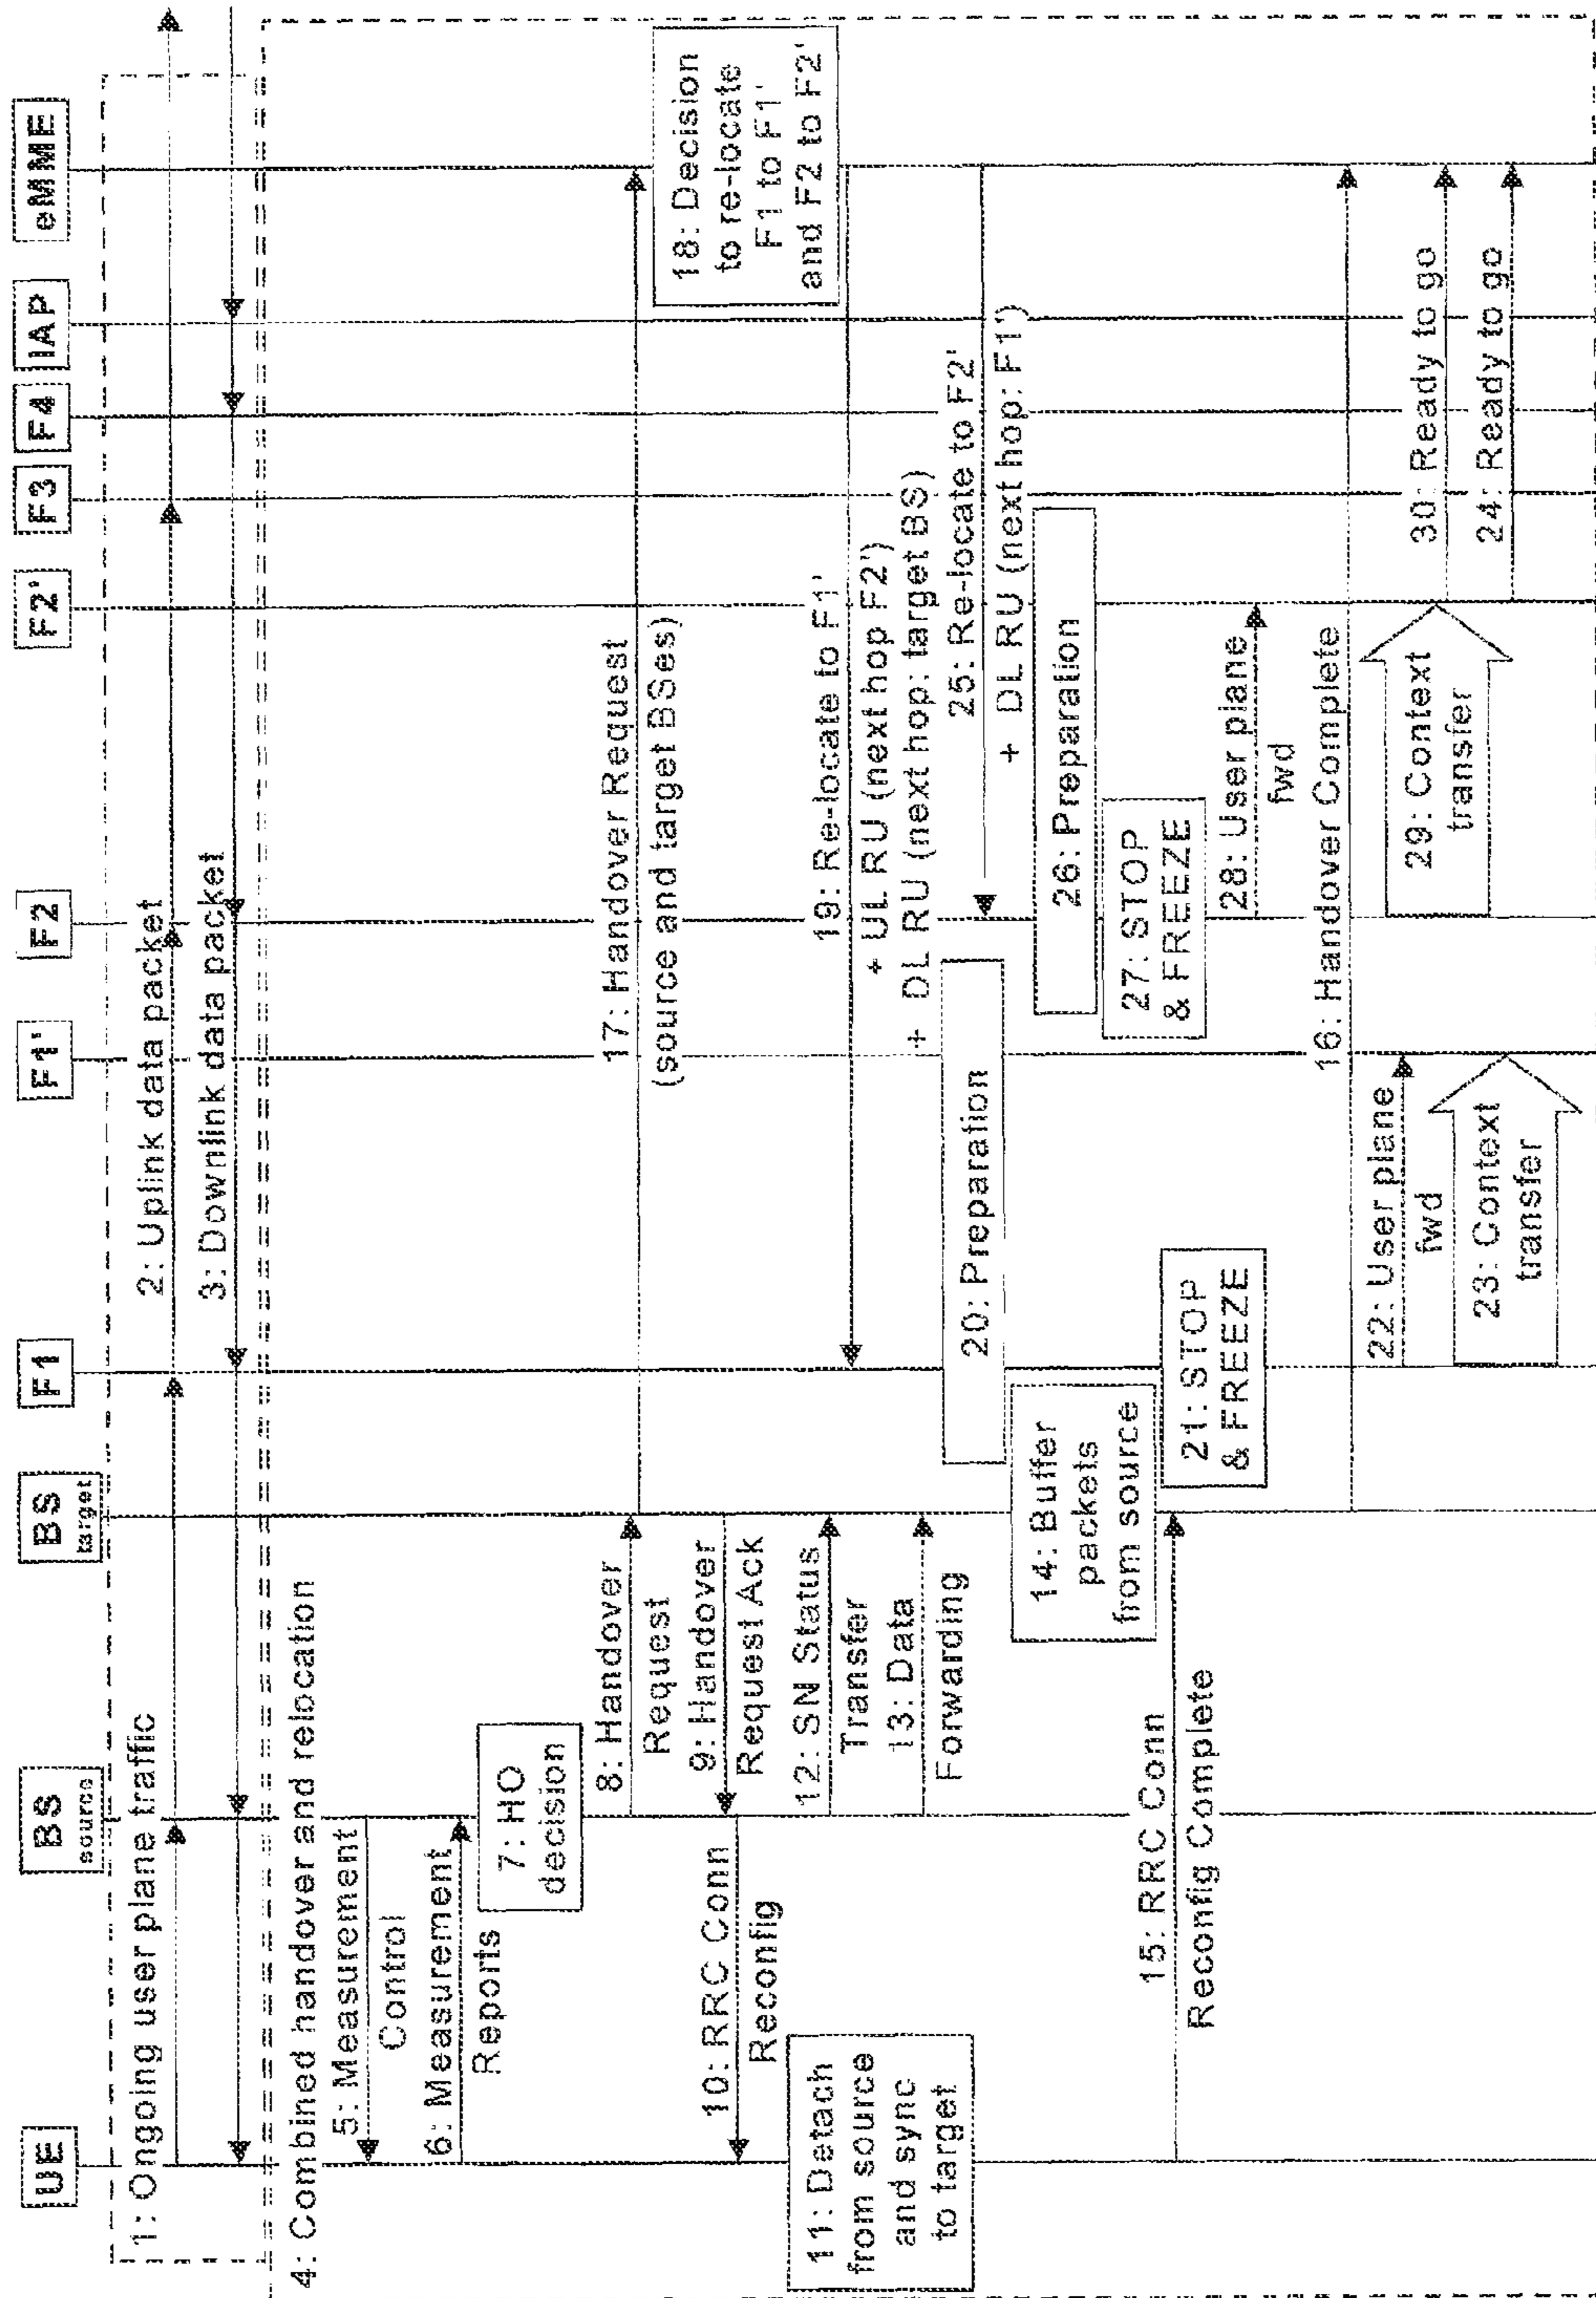 UE
BS
source
BS
target
F1
F1'
F2
F2'
F3
F4
IAP
eMME
1: Ongoing user plane traffic
2: Uplink data packet
3: Downlink data packet
4: Combined handover and relocation
5: Measurement
Control
6: Measurement
Reports
7: HO
decision
8: Handover
Request
17: Handover Request
(source and target BSes)
18: Decision
to re-locate
F1 to F1'
and F2 to F2'
9: Handover
Request Ack
10: RRC Conn
Reconfig
11: Detach
from source
and sync
to target
12: SN Status
Transfer
13: Data
Forwarding
19: Re-locate to F1'
+ UL RU (next hop F2')
+ DL RU (next hop: target BS)
25: Re-locate to F2'
+ DL RU (next hop: F1')
20: Preparation
26: Preparation
14: Buffer
packets
from source
27: STOP
& FREEZE
15: RRC Conn
Reconfig Complete
21: STOP
& FREEZE
28: User plane
fwd
16: Handover Complete
22: User plane
fwd
29: Context
transfer
30: Ready to go
23: Context
transfer
24: Ready to go